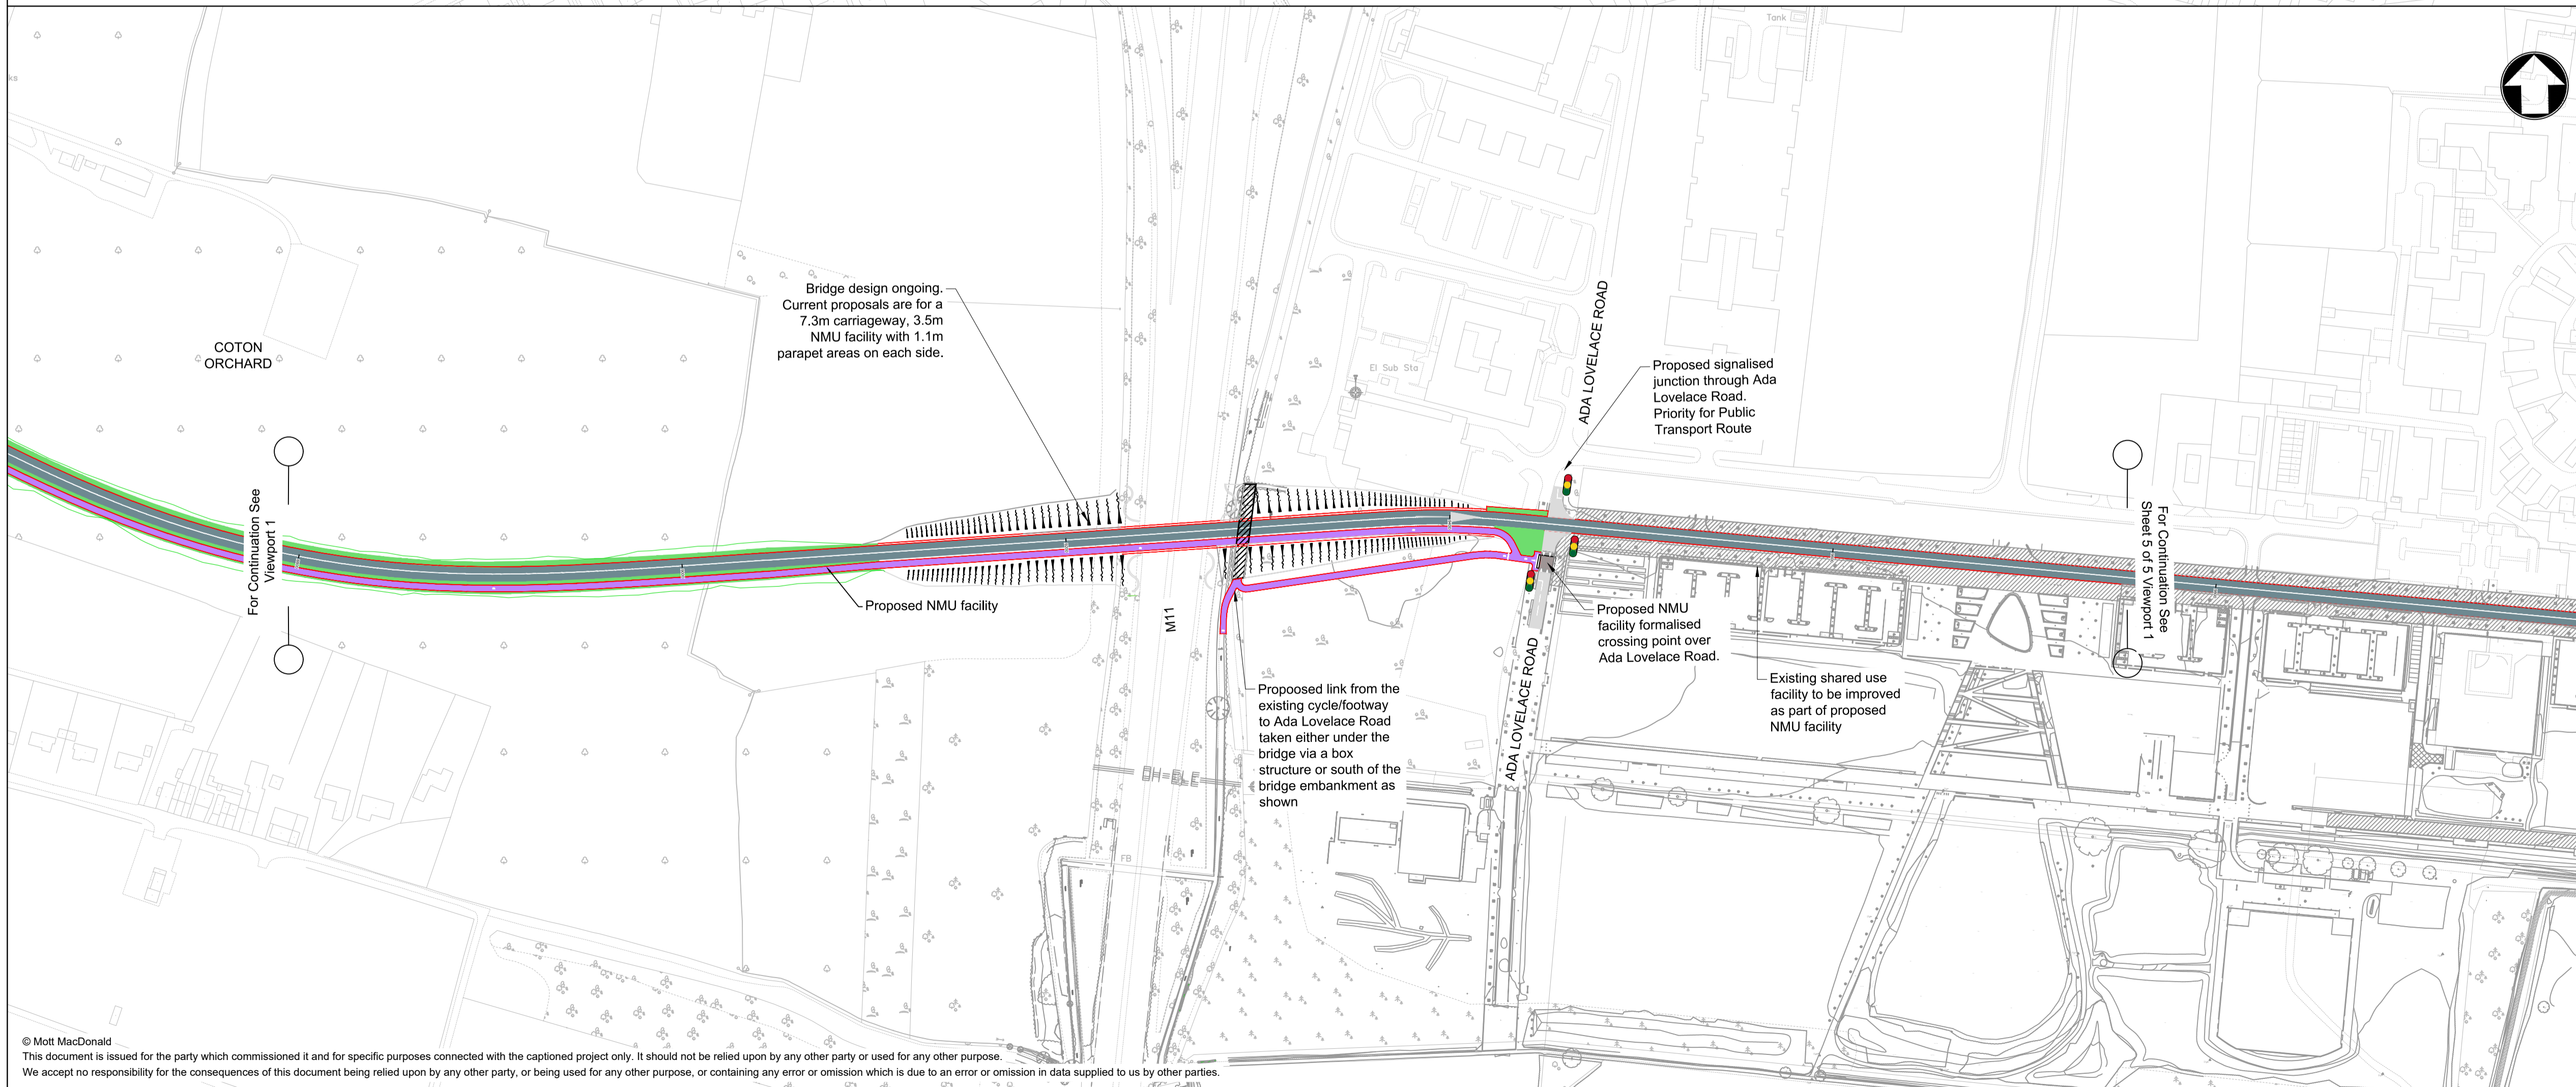 Tank
ks
Bridge design ongoing.
Current proposals are for a
7.3m carriageway, 3.5m
NMU facility with 1.1m
parapet areas on each side.
COTON
ORCHARD
El Sub Sta
ADA LOVELACE ROAD
Proposed signalised
junction through Ada
Lovelace Road.
Priority for Public
Transport Route
For Continuation See
Viewport 1
For Continuation See
Sheet 5 of 5 Viewport 1
Proposed NMU facility
M11
Proposed NMU
facility formalised
crossing point over
Ada Lovelace Road.
Existing shared use
facility to be improved
as part of proposed
NMU facility
Propoosed link from the
existing cycle/footway
to Ada Lovelace Road
taken either under the
bridge via a box
structure or south of the
bridge embankment as
shown
ADA LOVELACE ROAD
FB
© Mott MacDonald
This document is issued for the party which commissioned it and for specific purposes connected with the captioned project only. It should not be relied upon by any other party or used for any other purpose.
We accept no responsibility for the consequences of this document being relied upon by any other party, or being used for any other purpose, or containing any error or omission which is due to an error or omission in data supplied to us by other parties.